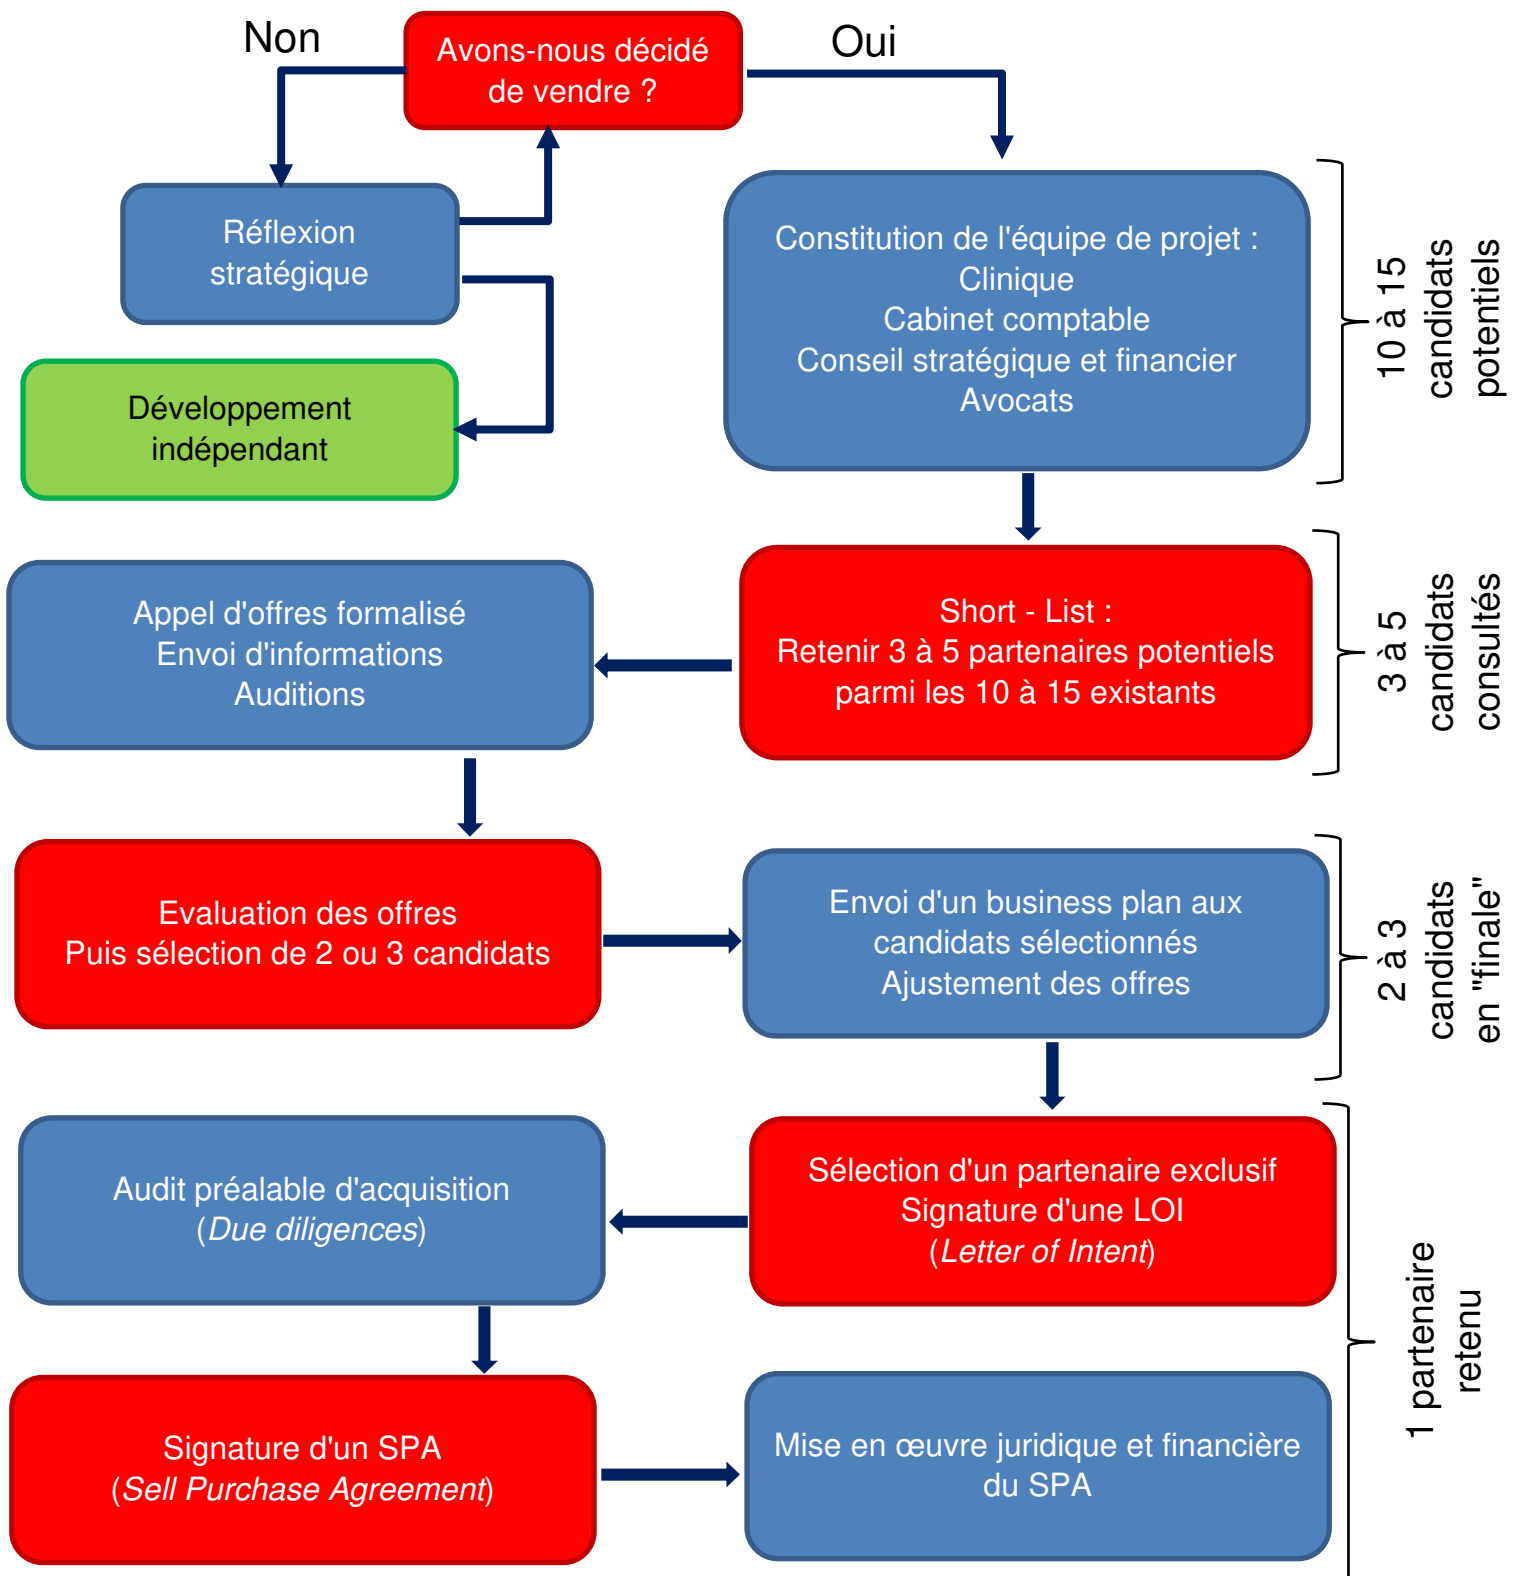 Non
Avons-nous décidé
de vendre ?
Oui
Réflexion
stratégique
Constitution de l'équipe de projet :
Clinique
Cabinet comptable
Conseil stratégique et financier
Avocats
10 à 15
candidats
potentiels
Développement
indépendant
Appel d'offres formalisé
Envoi d'informations
Auditions
Short - List :
Retenir 3 à 5 partenaires potentiels
parmi les 10 à 15 existants
3 à 5
candidats
consultés
Evaluation des offres
Puis sélection de 2 ou 3 candidats
Envoi d'un business plan aux
candidats sélectionnés
Ajustement des offres
2 à 3
candidats
en "finale"
Audit préalable d'acquisition
(Due diligences)
Sélection d'un partenaire exclusif
Signature d'une LOI
(Letter of Intent)
1 partenaire
retenu
Signature d'un SPA
(Sell Purchase Agreement)
Mise en œuvre juridique et financière
du SPA